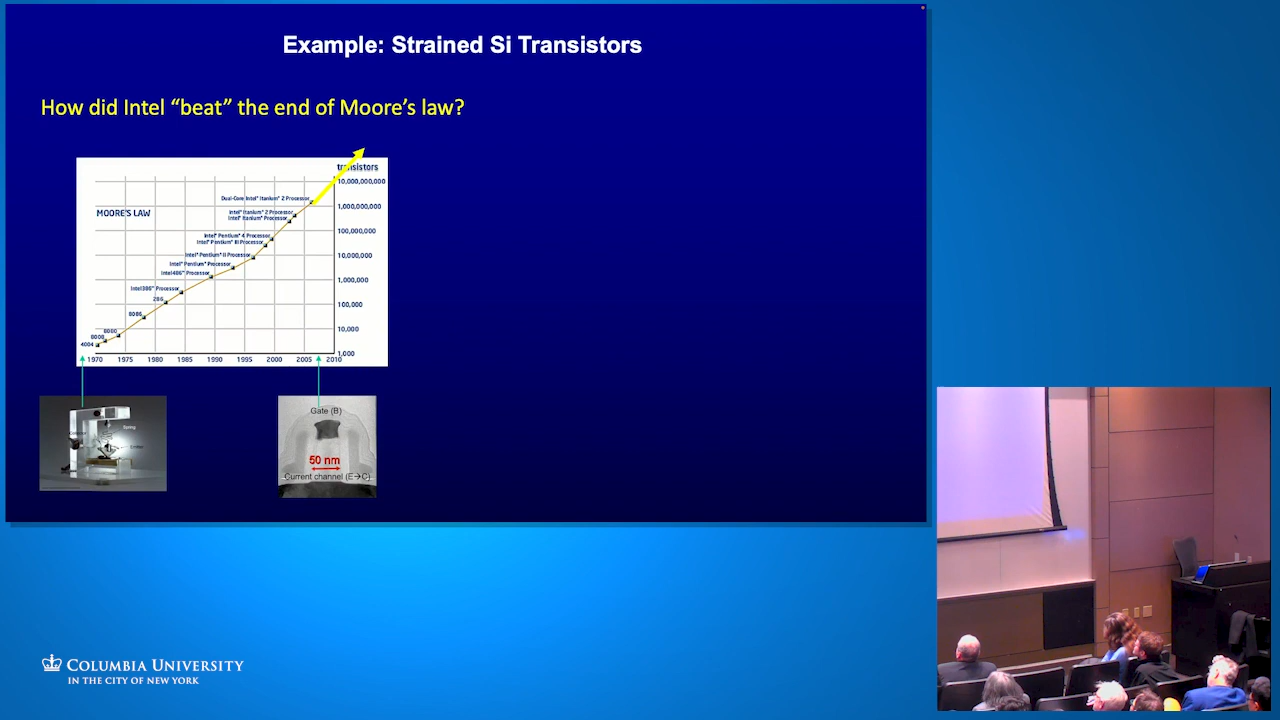 Example: Strained Si Transistors
How did Intel “beat” the end of Moore’s law?
transistors
10,000,000,000
Dual-Core Intel® Itanium® 2 Processor
1,000,000,000
MOORE'S LAW
Intel® Itanium® 2 Processor
Intel® Itanium® Processor
100,000,000
Intel® Pentium® 4 Processor
Intel® Pentium® III Processor
10,000,000
Intel® Pentium® II Processor
Intel® Pentium® Processor
Intel486™ Processor
1,000,000
Intel386™ Processor
286
100,000
8086
10,000
8080
8008
4004
1,000
1970 1975 1980 1985 1990 1995 2000 2005 2010
Spring
Gate (B)
50 nm
Current channel (E→C)
COLUMBIA UNIVERSITY
IN THE CITY OF NEW YORK